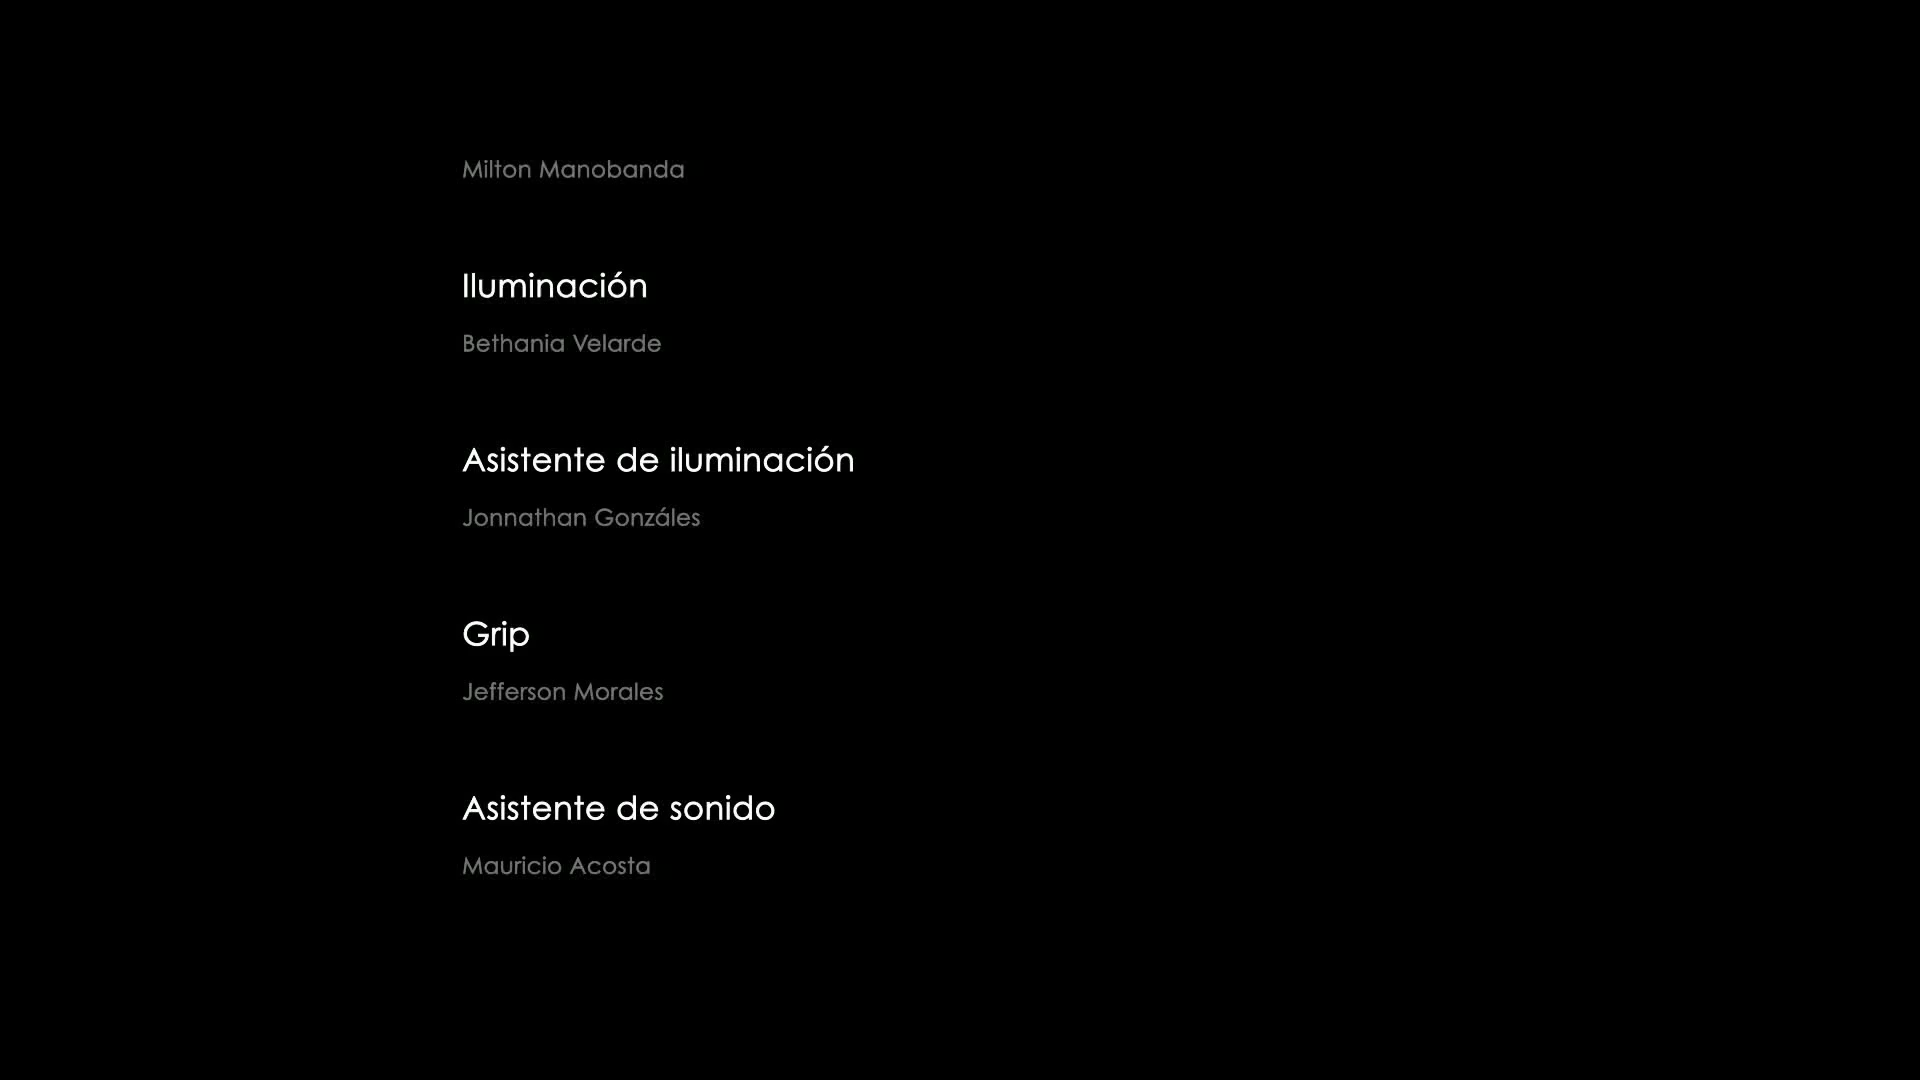 Milton Manobanda
Iluminación
Bethania Velarde
Asistente de iluminación
Jonnathan Gonzáles
Grip
Jefferson Morales
Asistente de sonido
Mauricio Acosta